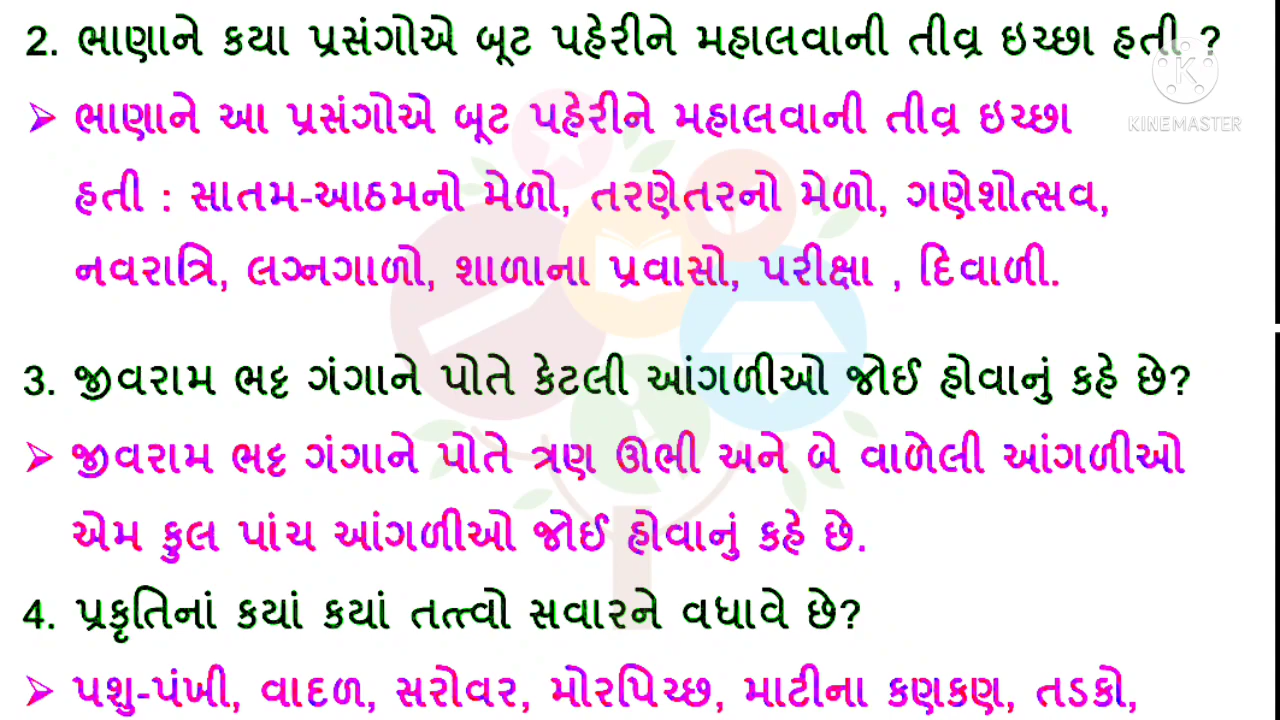 2. ભાણાને કયા પ્રસંગોએ બૂટ પહેરીને મહાલવાની તીવ્ર ઇચ્છા હતી ?
KINEMASTER
➢ ભાણાને આ પ્રસંગોએ બૂટ પહેરીને મહાલવાની તીવ્ર ઇચ્છા
હતી : સાતમ-આઠમનો મેળો, તરણેતરનો મેળો, ગણેશોત્સવ,
નવરાત્રિ, લગ્નગાળો, શાળાના પ્રવાસો, પરીક્ષા , દિવાળી.
3. જીવરામ ભટ્ટ ગંગાને પોતે કેટલી આંગળીઓ જોઈ હોવાનું કહે છે?
➢ જીવરામ ભટ્ટ ગંગાને પોતે ત્રણ ઊભી અને બે વાળેલી આંગળીઓ
એમ કુલ પાંચ આંગળીઓ જોઈ હોવાનું કહે છે.
4. પ્રકૃતિનાં કયાં કયાં તત્ત્વો સવારને વધાવે છે?
➢ પશુ-પંખી, વાદળ, સરોવર, મોરપિચ્છ, માટીના કણકણ, તડકો,